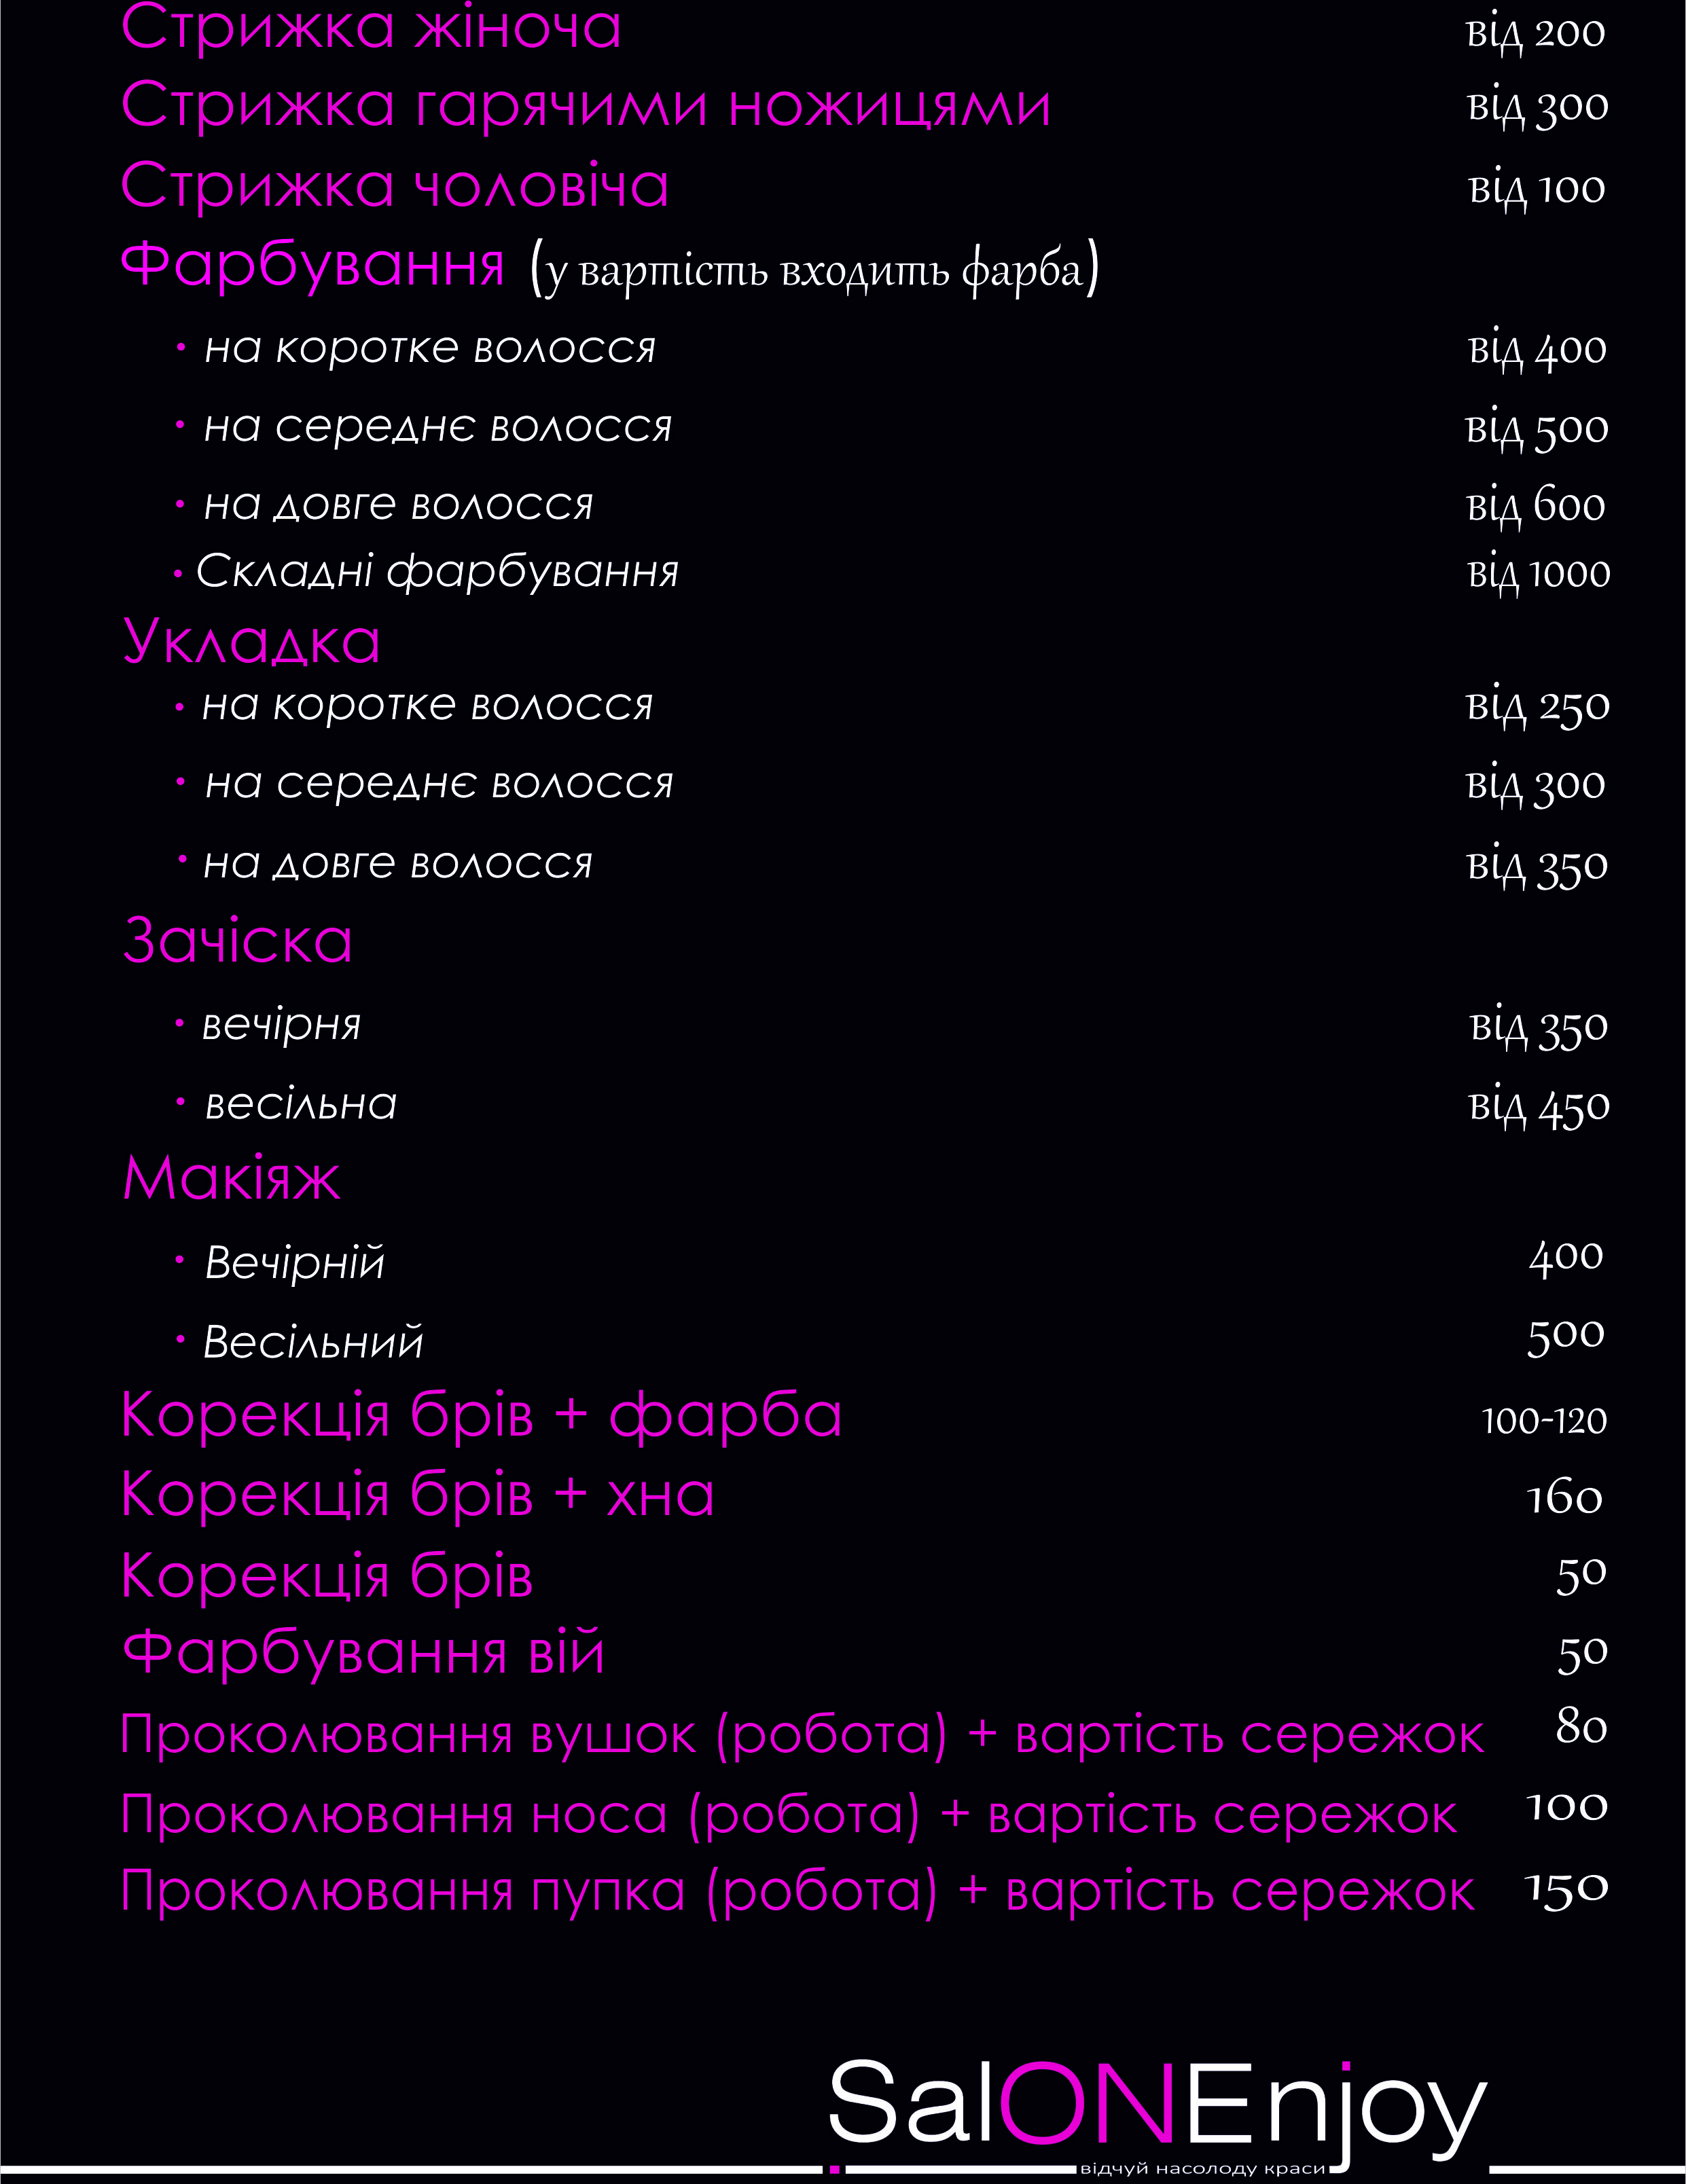 Стрижка жіноча від 200
Стрижка гарячими ножицями від 300
Стрижка чоловіча від 100
Фарбування (у вартість входить фарба)
• на коротке волосся від 400
• на середнє волосся від 500
• на довге волосся від 600
• Складні фарбування від 1000
Укладка
• на коротке волосся від 250
• на середнє волосся від 300
• на довге волосся від 350
Зачіска
• вечірня від 350
• весільна від 450
Макіяж
• Вечірній 400
• Весільний 500
Корекція брів + фарба 100-120
Корекція брів + хна 160
Корекція брів 50
Фарбування вій 50
Проколювання вушок (робота) + вартість сережок 80
Проколювання носа (робота) + вартість сережок 100
Проколювання пупка (робота) + вартість сережок 150
SalONEnjoy
відчуй насолоду краси